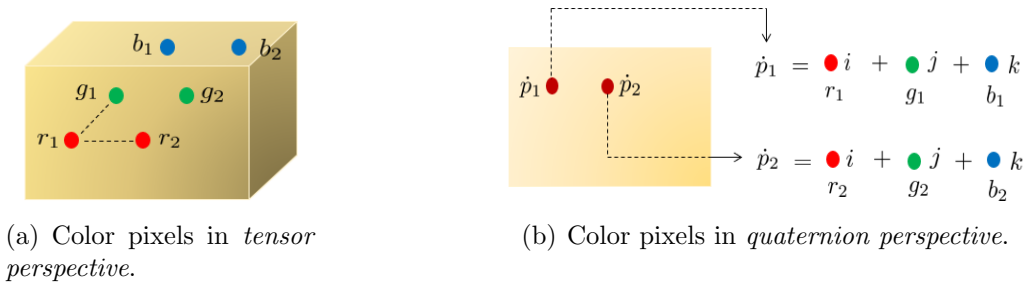 b₁ b₂
g₁ g₂
r₁ r₂
(a) Color pixels in tensor
perspective.
ṗ₁ ṗ₂
ṗ₁ = i + j + k
r₁ g₁ b₁
ṗ₂ = i + j + k
r₂ g₂ b₂
(b) Color pixels in quaternion perspective.